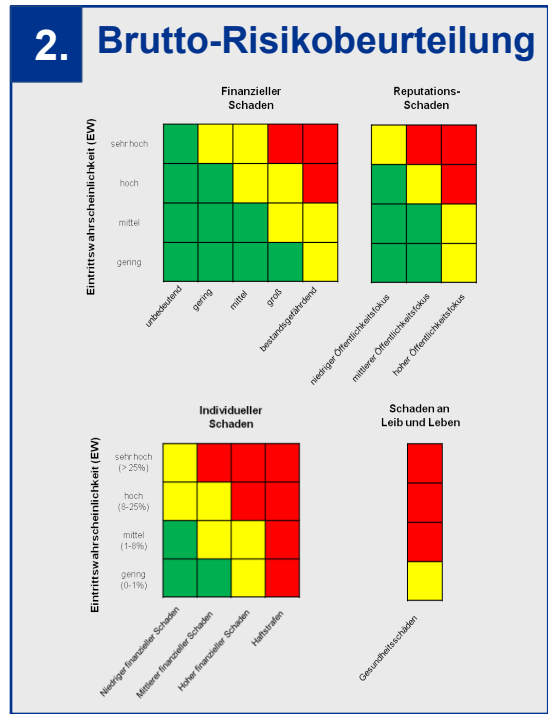 2.
Brutto-Risikobeurteilung
Finanzieller
Schaden
Reputations-
Schaden
Eintrittswahrscheinlichkeit (EW)
sehr hoch
hoch
mittel
gering
unbedeutend
gering
mittel
groß
bestandsgefährdend
niedriger Öffentlichkeitsfokus
mittlerer Öffentlichkeitsfokus
hoher Öffentlichkeitsfokus
Individueller
Schaden
Schaden an
Leib und Leben
Eintrittswahrscheinlichkeit (EW)
sehr hoch
(> 25%)
hoch
(8-25%)
mittel
(1-8%)
gering
(0-1%)
Niedriger finanzieller Schaden
Mittlerer finanzieller Schaden
Hoher finanzieller Schaden
Haftstrafen
Gesundheitsschäden